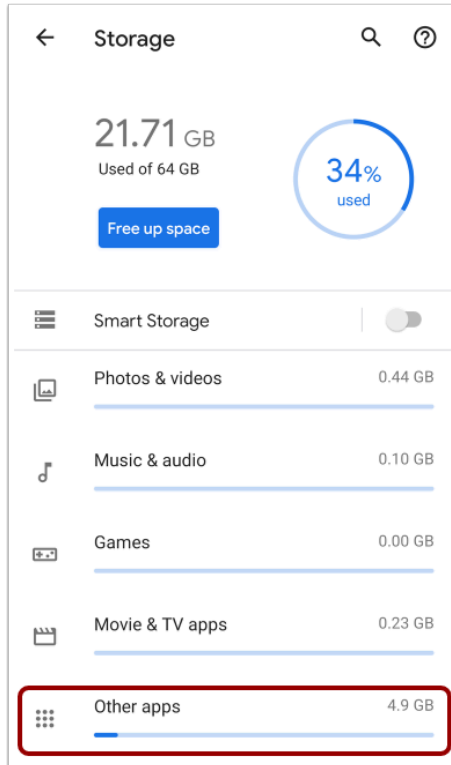 Storage
21.71 GB
Used of 64 GB
34%
used
Free up space
Smart Storage
Photos & videos 0.44 GB
Music & audio 0.10 GB
Games 0.00 GB
Movie & TV apps 0.23 GB
Other apps 4.9 GB